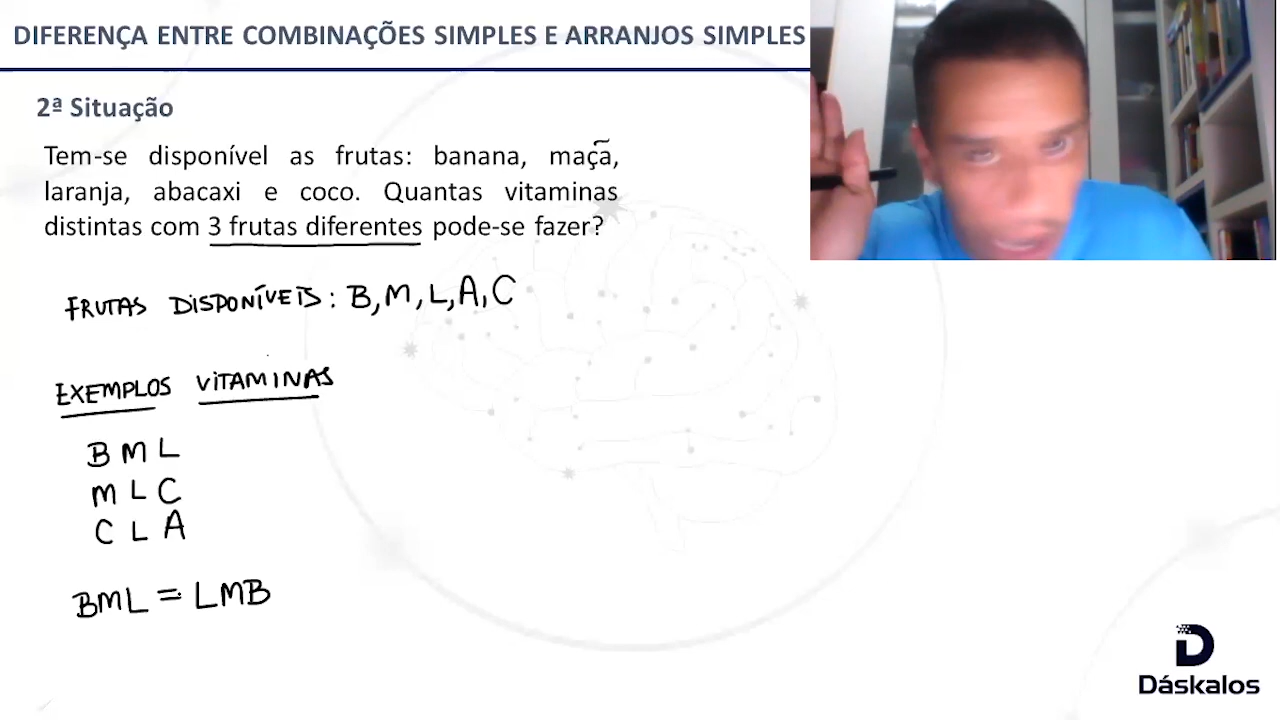 DIFERENÇA ENTRE COMBINAÇÕES SIMPLES E ARRANJOS SIMPLES
2ª Situação
Tem-se disponível as frutas: banana, maçã,
laranja, abacaxi e coco. Quantas vitaminas
distintas com 3 frutas diferentes pode-se fazer?
FRUTAS DISPONÍVEIS: B, M, L, A, C
EXEMPLOS VITAMINAS
B M L
M L C
C L A
BML = LMB
Dáskalos